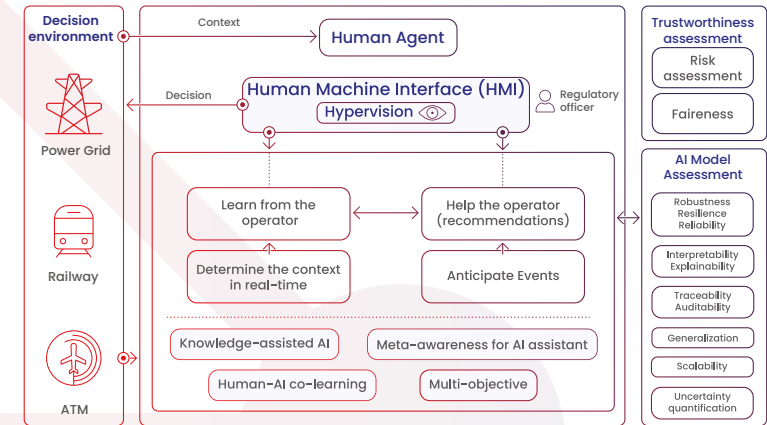 Decision
environment
Power Grid
Railway
ATM
Context
Human Agent
Decision
Human Machine Interface (HMI)
Hypervision
Regulatory
officer
Learn from the
operator
Help the operator
(recommendations)
Determine the context
in real-time
Anticipate Events
Knowledge-assisted AI
Meta-awareness for AI assistant
Human-AI co-learning
Multi-objective
Trustworthiness
assessment
Risk
assessment
Faireness
AI Model
Assessment
Robustness
Resilience
Reliability
Interpretability
Explainability
Traceability
Auditability
Generalization
Scalability
Uncertainty
quantification